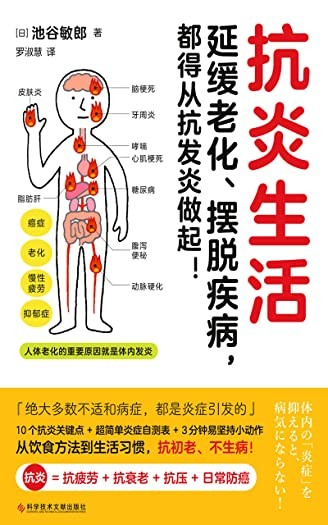 [日] 池谷敏郎 著
罗淑慧 译
抗炎生活
延缓老化、摆脱疾病，
都得从抗发炎做起！
皮肤炎
脑梗死
牙周炎
哮喘
心肌梗死
脂肪肝
糖尿病
腹泻
便秘
动脉硬化
癌症
老化
慢性
疲劳
抑郁症
人体老化的重要原因就是体内发炎
「绝大多数不适和病症，都是炎症引发的」
10个抗炎关键点+超简单炎症自测表+3分钟易坚持小动作
从饮食方法到生活习惯，抗初老、不生病！
抗炎=抗疲劳+抗衰老+抗压+日常防癌
体内の「炎症」を
抑えると、
病気にならない！
科学技术文献出版社